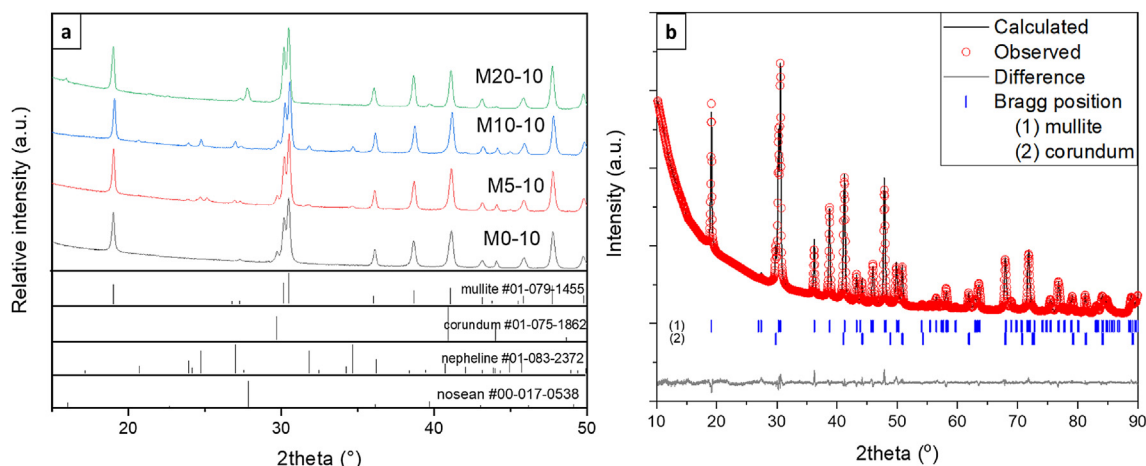 a
Relative intensity (a.u.)
M20-10
M10-10
M5-10
M0-10
mullite #01-079-1455
corundum #01-075-1862
nepheline #01-083-2372
nosean #00-017-0538
20
30
40
50
2theta (°)
b
Intensity (a.u.)
Calculated
Observed
Difference
Bragg position
(1) mullite
(2) corundum
(1)
(2)
10 20 30 40 50 60 70 80 90
2theta (º)